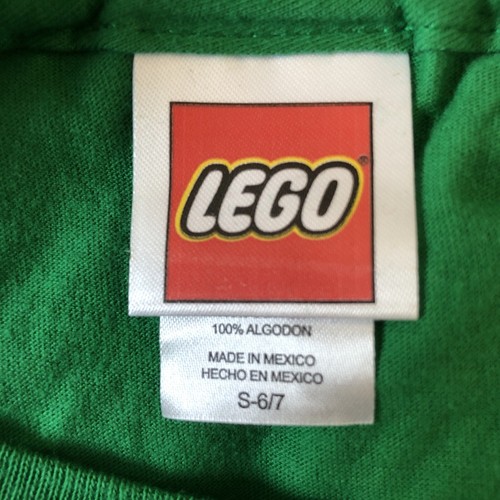 LEGO®
100% ALGODON
MADE IN MEXICO
HECHO EN MEXICO
S-6/7